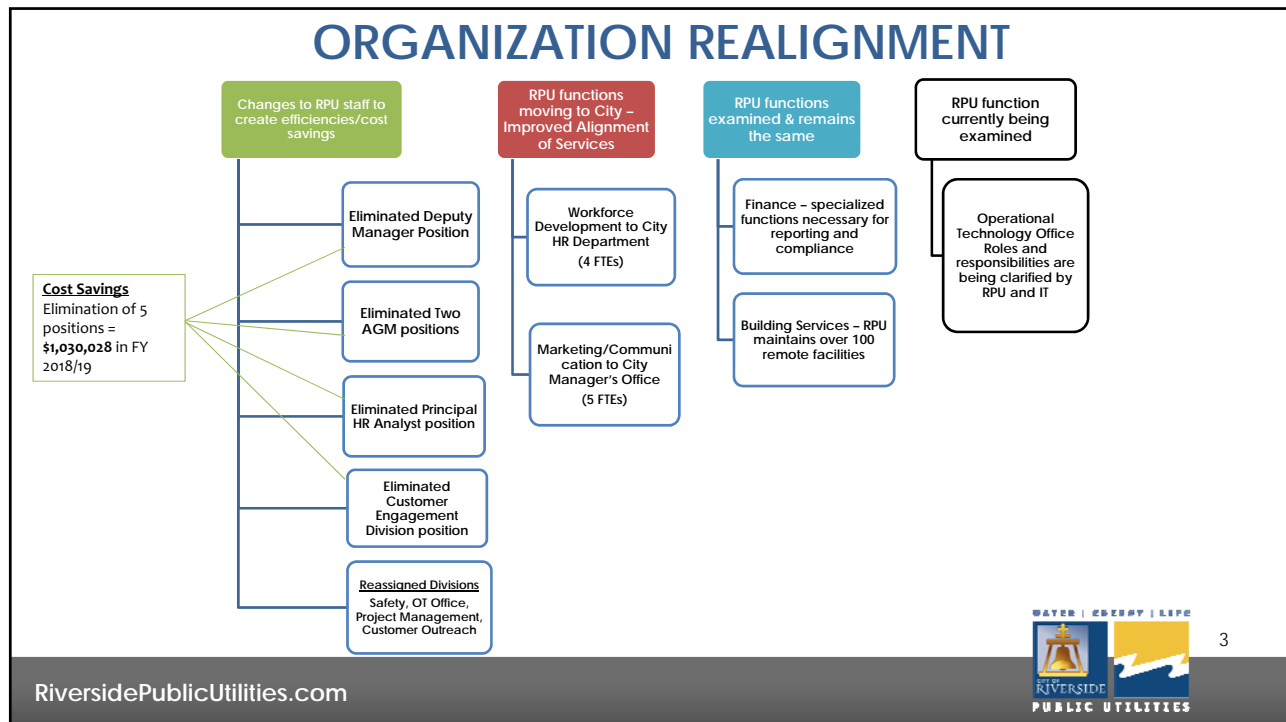 ORGANIZATION REALIGNMENT
Changes to RPU staff to
create efficiencies/cost
savings
Eliminated Deputy
Manager Position
Eliminated Two
AGM positions
Eliminated Principal
HR Analyst position
Eliminated
Customer
Engagement
Division position
Reassigned Divisions
Safety, OT Office,
Project Management,
Customer Outreach
Cost Savings
Elimination of 5
positions =
$1,030,028 in FY
2018/19
RPU functions
moving to City –
Improved Alignment
of Services
Workforce
Development to City
HR Department
(4 FTEs)
Marketing/Communi
cation to City
Manager's Office
(5 FTEs)
RPU functions
examined & remains
the same
Finance – specialized
functions necessary for
reporting and
compliance
Building Services – RPU
maintains over 100
remote facilities
RPU function
currently being
examined
Operational
Technology Office
Roles and
responsibilities are
being clarified by
RPU and IT
WATER | ENERGY | LIFE
CITY OF
RIVERSIDE
PUBLIC UTILITIES
3
RiversidePublicUtilities.com